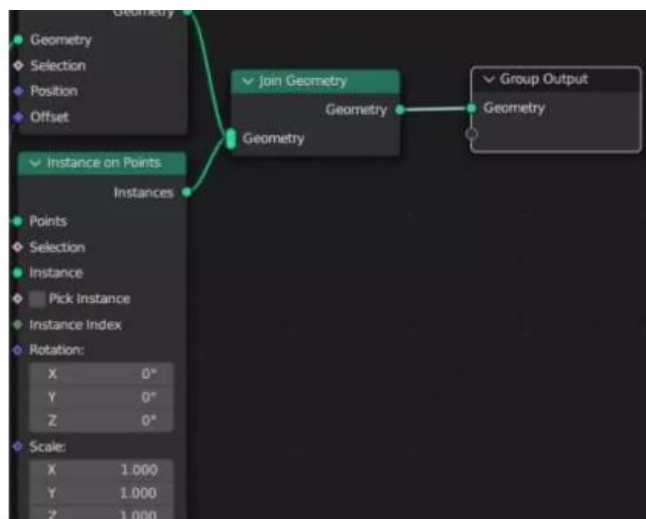 Geometry
Geometry
Selection
Position
Offset
Instance on Points
Instances
Points
Selection
Instance
Pick Instance
Instance Index
Rotation:
X 0°
Y 0°
Z 0°
Scale:
X 1.000
Y 1.000
Z 1.000
Join Geometry
Geometry
Geometry
Group Output
Geometry